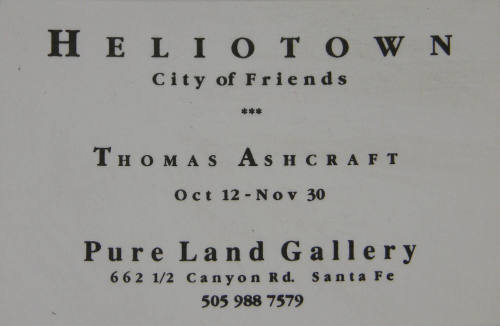 HELIOTOWN
City of Friends
***
THOMAS ASHCRAFT
Oct 12-Nov 30
Pure Land Gallery
662 1/2 Canyon Rd. Santa Fe
505 988 7579